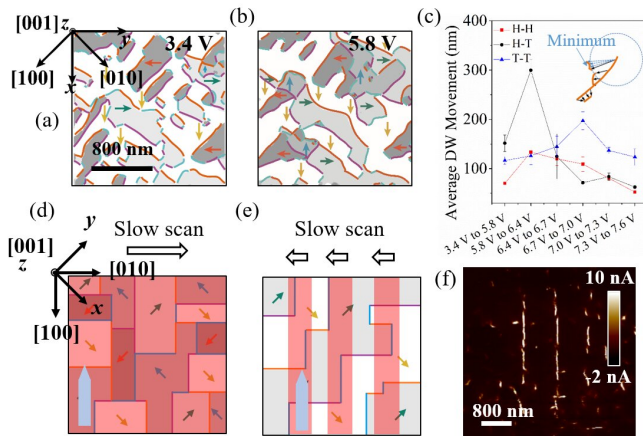 [001] z
y
3.4 V
(b)
5.8 V
[100]
x
[010]
(a)
800 nm
(c)
400
350
300
200
100
Average DW Movement (nm)
H-H
H-T
T-T
Minimum
3.4 V to 5.8 V
5.8 V to 6.4 V
6.4 V to 6.7 V
6.7 V to 7.0 V
7.0 V to 7.3 V
7.3 V to 7.6 V
(d)
y
Slow scan
[001]
z
[010]
x
[100]
(e)
Slow scan
(f)
10 nA
-2 nA
800 nm